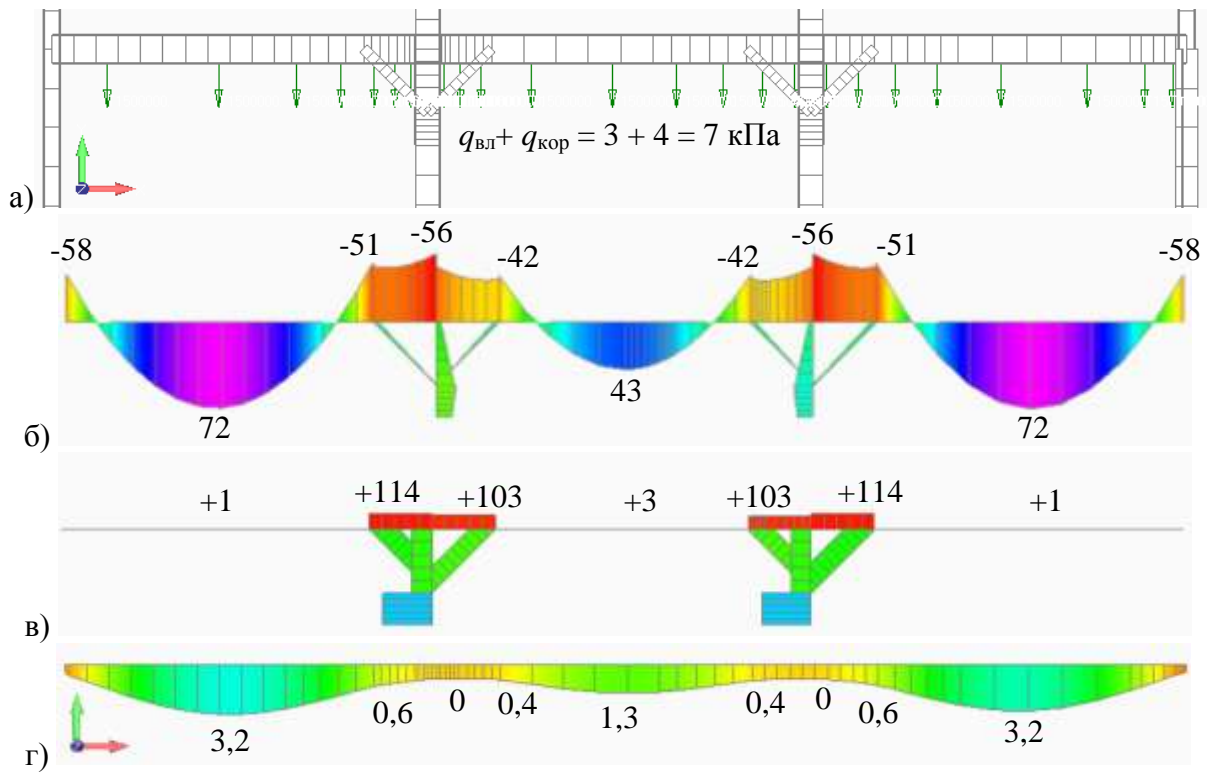 qвл + qкор = 3 + 4 = 7 кПа
а)
-58 -51 -56 -42 -42 -56 -51 -58
72 43 72
б)
+1 +114 +103 +3 +103 +114 +1
в)
0,6 0 0,4 1,3 0,4 0 0,6
3,2 3,2
г)